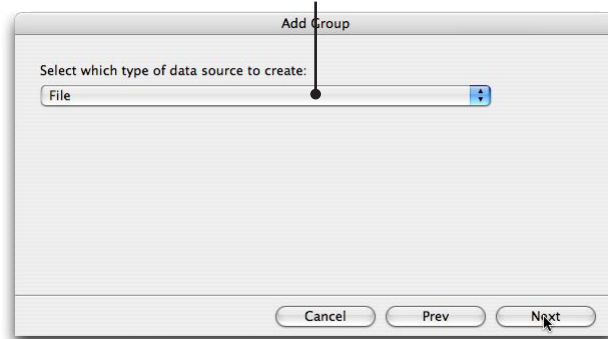 Add Group
Select which type of data source to create:
File
Cancel Prev Next